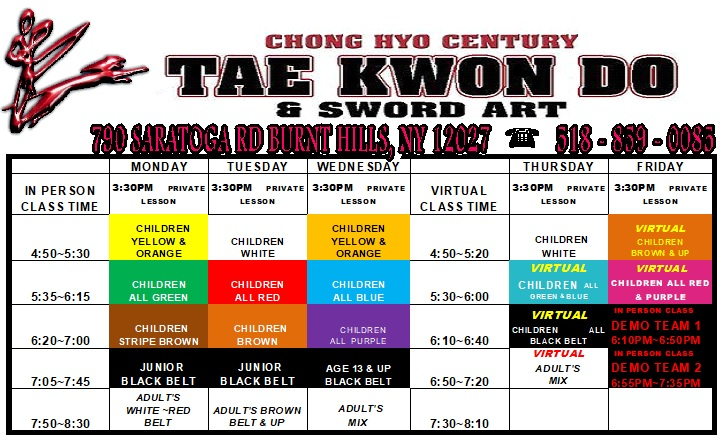 CHONG HYO CENTURY
TAE KWON DO
& SWORD ART
790 SARATOGA RD BURNT HILLS, NY 12027 ☎ 518 - 859 - 0085
MONDAY TUESDAY WEDNESDAY THURSDAY FRIDAY
IN PERSON
CLASS TIME
3:30PM PRIVATE
LESSON
3:30PM PRIVATE
LESSON
3:30PM PRIVATE
LESSON
VIRTUAL
CLASS TIME
3:30PM PRIVATE
LESSON
3:30PM PRIVATE
LESSON
4:50~5:30
CHILDREN
YELLOW &
ORANGE
CHILDREN
WHITE
CHILDREN
YELLOW &
ORANGE
4:50~5:20
CHILDREN
WHITE
VIRTUAL
CHILDREN
BROWN & UP
5:35~6:15
CHILDREN
ALL GREEN
CHILDREN
ALL RED
CHILDREN
ALL BLUE
5:30~6:00
VIRTUAL
CHILDREN ALL
GREEN & BLUE
VIRTUAL
CHILDREN ALL RED
& PURPLE
6:20~7:00
CHILDREN
STRIPE BROWN
CHILDREN
BROWN
CHILDREN
ALL PURPLE
6:10~6:40
VIRTUAL
CHILDREN ALL
BLACK BELT
IN PERSON CLASS
DEMO TEAM 1
6:10PM~6:50PM
7:05~7:45
JUNIOR
BLACK BELT
JUNIOR
BLACK BELT
AGE 13 & UP
BLACK BELT
6:50~7:20
VIRTUAL
ADULT'S
MIX
IN PERSON CLASS
DEMO TEAM 2
6:55PM~7:35PM
7:50~8:30
ADULT'S
WHITE ~RED
BELT
ADULT'S BROWN
BELT & UP
ADULT'S
MIX
7:30~8:10